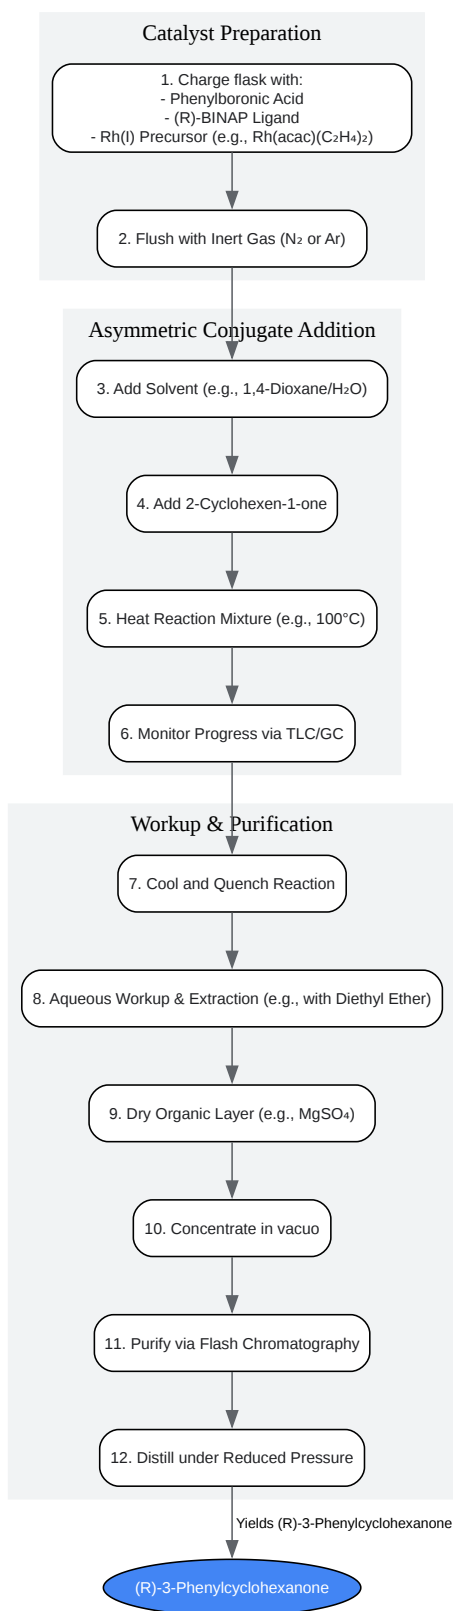 Catalyst Preparation
1. Charge flask with:
- Phenylboronic Acid
- (R)-BINAP Ligand
- Rh(I) Precursor (e.g., Rh(acac)(C₂H₄)₂)
2. Flush with Inert Gas (N₂ or Ar)
Asymmetric Conjugate Addition
3. Add Solvent (e.g., 1,4-Dioxane/H₂O)
4. Add 2-Cyclohexen-1-one
5. Heat Reaction Mixture (e.g., 100°C)
6. Monitor Progress via TLC/GC
Workup & Purification
7. Cool and Quench Reaction
8. Aqueous Workup & Extraction (e.g., with Diethyl Ether)
9. Dry Organic Layer (e.g., MgSO₄)
10. Concentrate in vacuo
11. Purify via Flash Chromatography
12. Distill under Reduced Pressure
Yields (R)-3-Phenylcyclohexanone
(R)-3-Phenylcyclohexanone